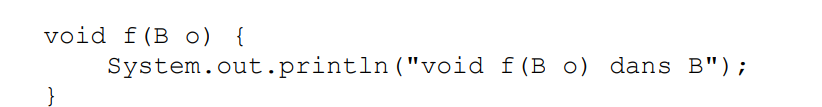 void f(B o) {
    System.out.println("void f(B o) dans B");
}